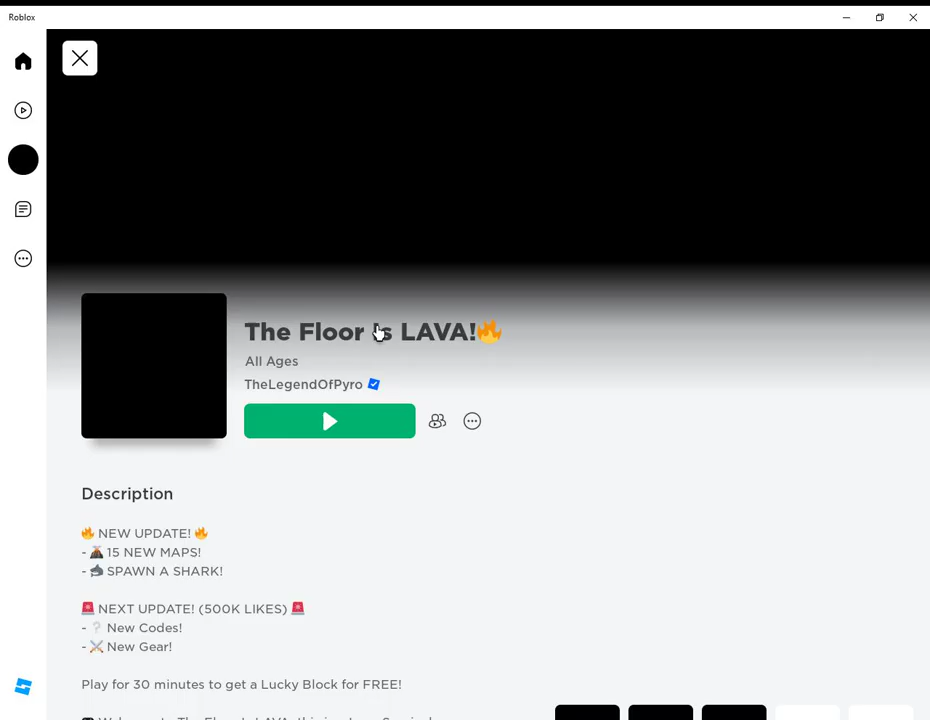 Roblox
The Floor Is LAVA!🔥
All Ages
TheLegendOfPyro
Description
🔥 NEW UPDATE! 🔥
- 🌋 15 NEW MAPS!
- 🦈 SPAWN A SHARK!
🚨 NEXT UPDATE! (500K LIKES) 🚨
- ❔ New Codes!
- ⚔️ New Gear!
Play for 30 minutes to get a Lucky Block for FREE!